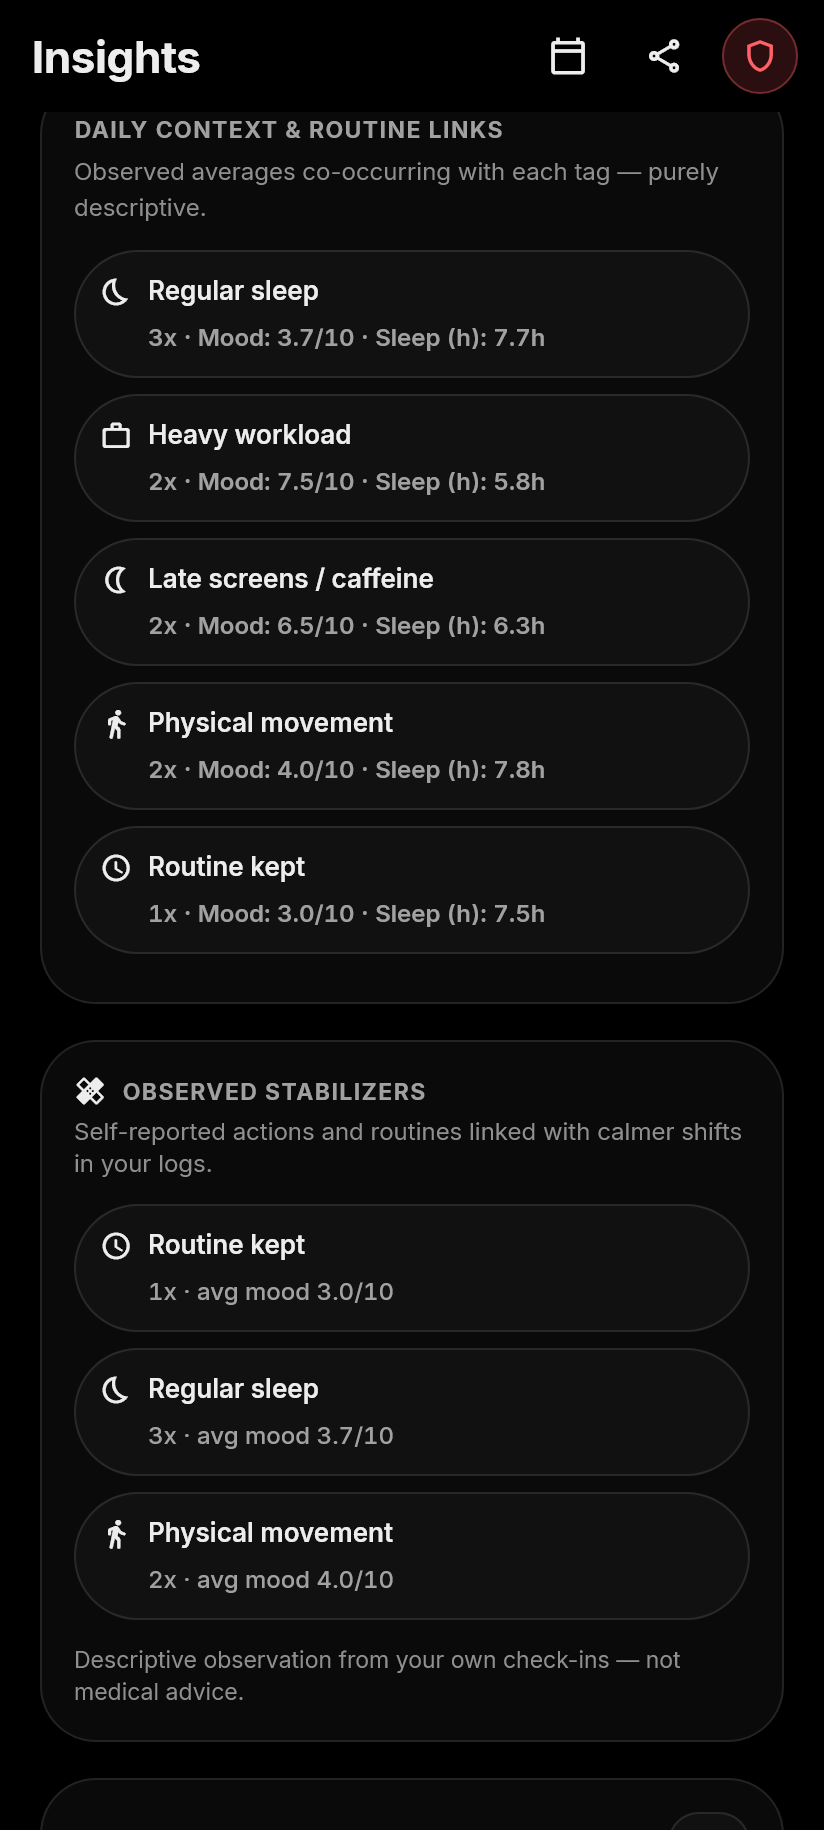 Insights
DAILY CONTEXT & ROUTINE LINKS
Observed averages co-occurring with each tag — purely
descriptive.
Regular sleep
3x · Mood: 3.7/10 · Sleep (h): 7.7h
Heavy workload
2x · Mood: 7.5/10 · Sleep (h): 5.8h
Late screens / caffeine
2x · Mood: 6.5/10 · Sleep (h): 6.3h
Physical movement
2x · Mood: 4.0/10 · Sleep (h): 7.8h
Routine kept
1x · Mood: 3.0/10 · Sleep (h): 7.5h
OBSERVED STABILIZERS
Self-reported actions and routines linked with calmer shifts
in your logs.
Routine kept
1x · avg mood 3.0/10
Regular sleep
3x · avg mood 3.7/10
Physical movement
2x · avg mood 4.0/10
Descriptive observation from your own check-ins — not
medical advice.